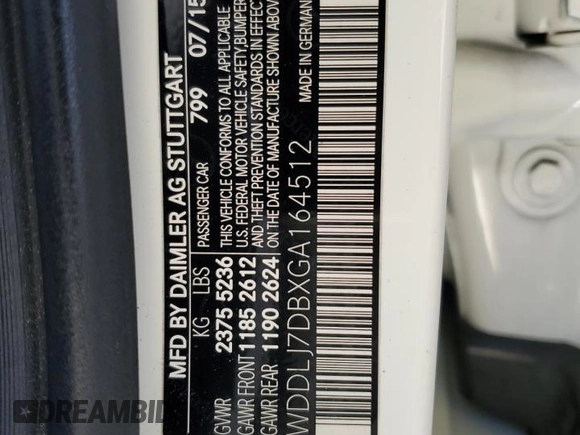 MFD BY DAIMLER AG STUTTGART
KG LBS PASSENGER CAR 799 07/15
GVWR 2375 5236 THIS VEHICLE CONFORMS TO ALL APPLICABLE
GAWR FRONT 1185 2612 U.S. FEDERAL MOTOR VEHICLE SAFETY, BUMPER
GAWR REAR 1190 2624 AND THEFT PREVENTION STANDARDS IN EFFECT
ON THE DATE OF MANUFACTURE SHOWN ABOVE
WDDLJ7DBXGA164512
MADE IN GERMANY
DREAMBID